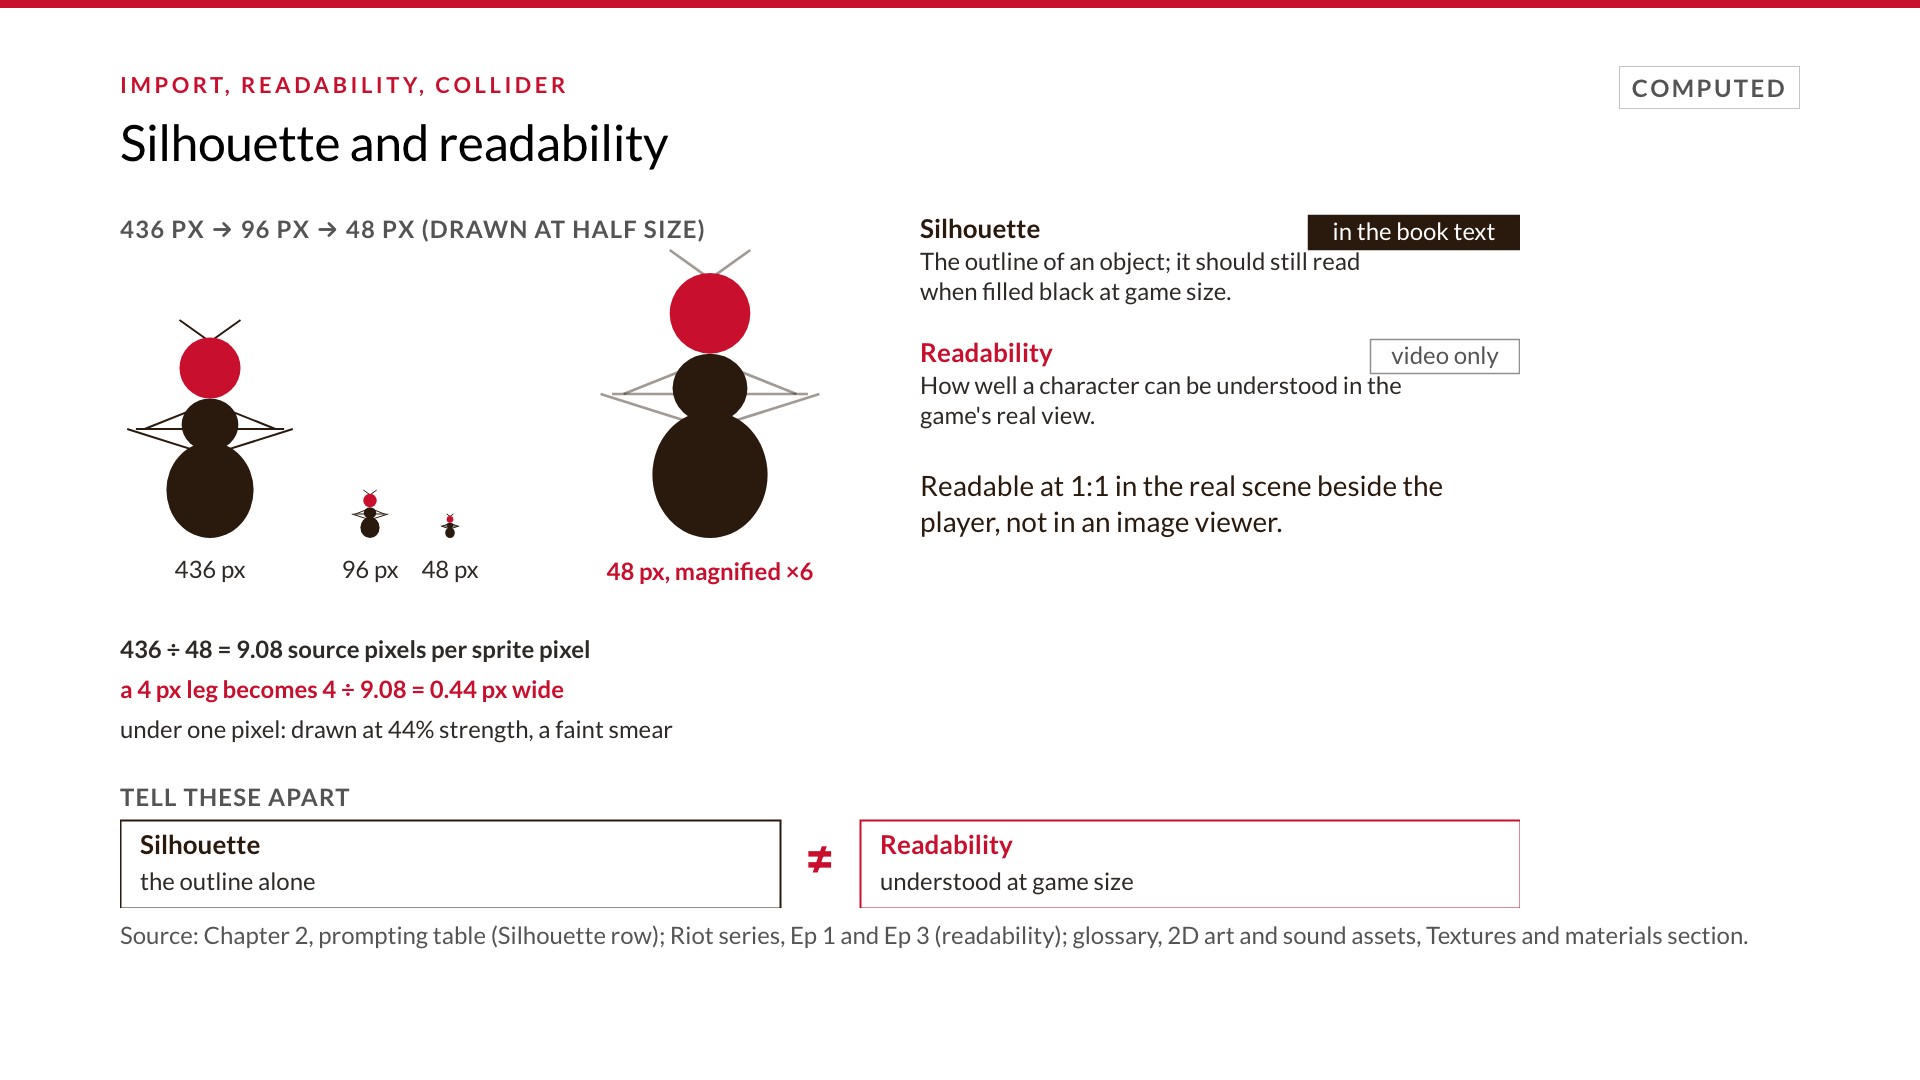 IMPORT, READABILITY, COLLIDER
COMPUTED
Silhouette and readability
436 PX → 96 PX → 48 PX (DRAWN AT HALF SIZE)
436 px
96 px
48 px
48 px, magnified ×6
436 ÷ 48 = 9.08 source pixels per sprite pixel
a 4 px leg becomes 4 ÷ 9.08 = 0.44 px wide
under one pixel: drawn at 44% strength, a faint smear
Silhouette
in the book text
The outline of an object; it should still read
when filled black at game size.
Readability
video only
How well a character can be understood in the
game's real view.
Readable at 1:1 in the real scene beside the
player, not in an image viewer.
TELL THESE APART
Silhouette
the outline alone
≠
Readability
understood at game size
Source: Chapter 2, prompting table (Silhouette row); Riot series, Ep 1 and Ep 3 (readability); glossary, 2D art and sound assets, Textures and materials section.